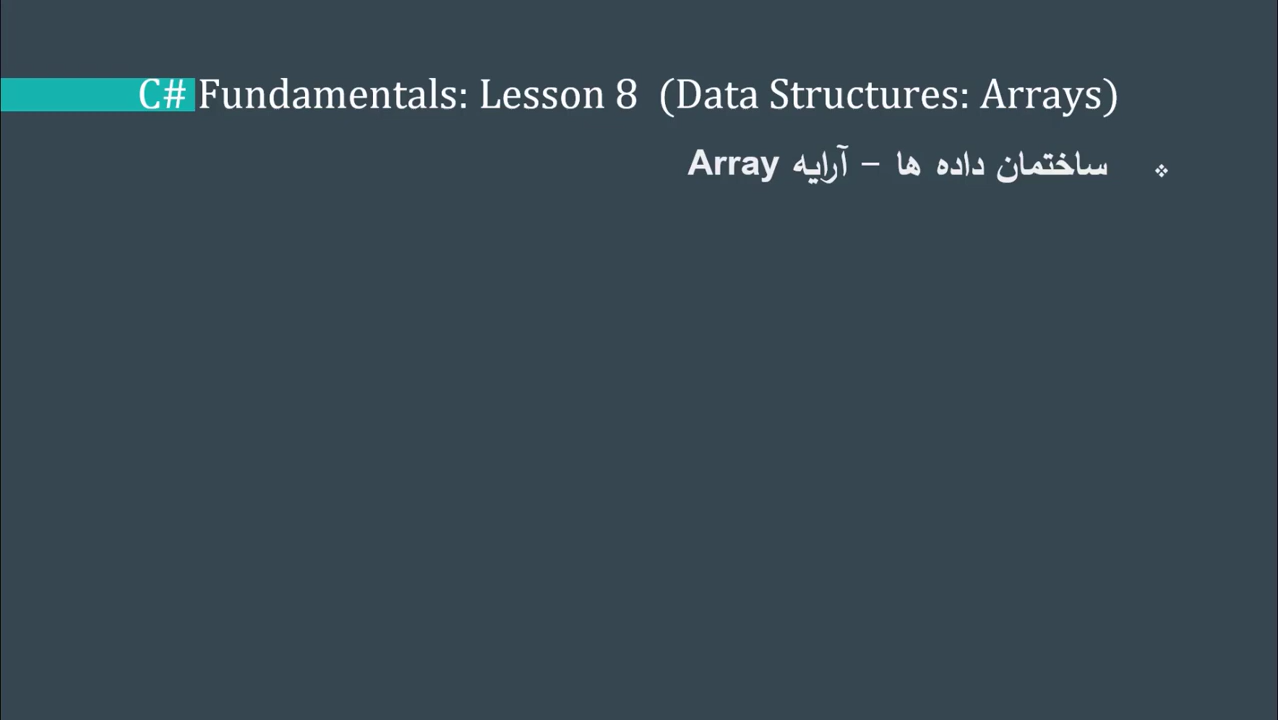 C# Fundamentals: Lesson 8 (Data Structures: Arrays)
❖ ساختمان داده ها – آرایه Array